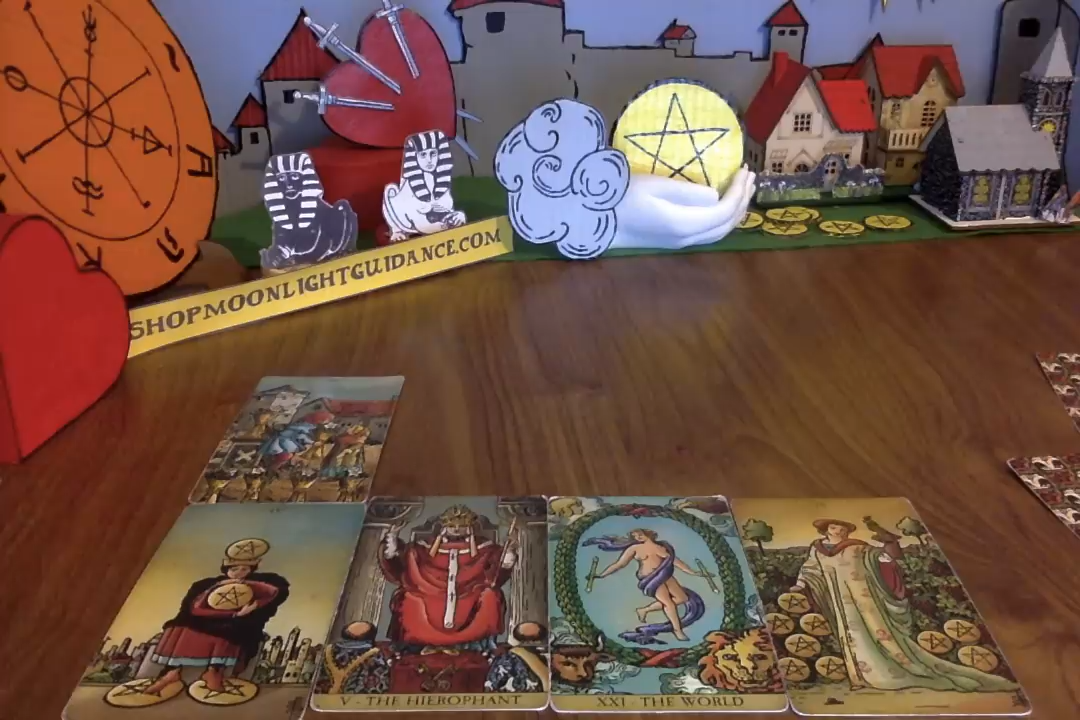 SHOPMOONLIGHTGUIDANCE.COM
V - THE HIEROPHANT
XXI - THE WORLD